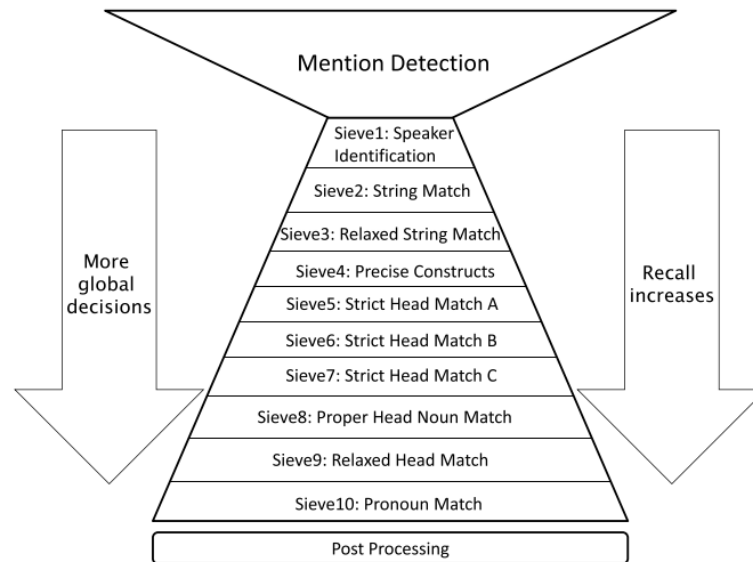 Mention Detection
Sieve1: Speaker
Identification
Sieve2: String Match
Sieve3: Relaxed String Match
Sieve4: Precise Constructs
Sieve5: Strict Head Match A
Sieve6: Strict Head Match B
Sieve7: Strict Head Match C
Sieve8: Proper Head Noun Match
Sieve9: Relaxed Head Match
Sieve10: Pronoun Match
Post Processing
More
global
decisions
Recall
increases